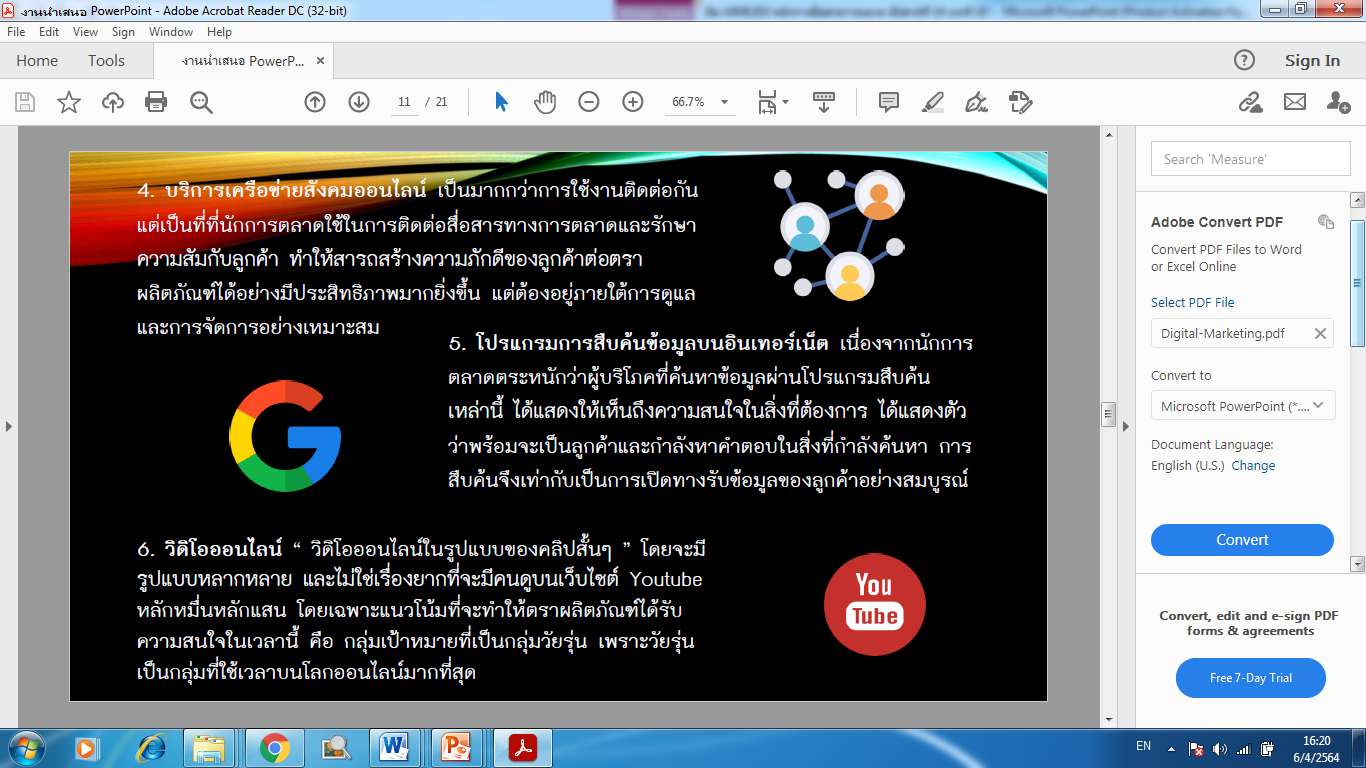 งานนำเสนอ PowerPoint - Adobe Acrobat Reader DC (32-bit)
File Edit View Sign Window Help
Home Tools งานนำเสนอ PowerP... × Sign In
11 / 21 66.7%
4. บริการเครือข่ายสังคมออนไลน์ เป็นมากกว่าการใช้งานติดต่อกัน
แต่เป็นที่ที่นักการตลาดใช้ในการติดต่อสื่อสารทางการตลาดและรักษา
ความสัมกับลูกค้า ทำให้สารถสร้างความภักดีของลูกค้าต่อตรา
ผลิตภัณฑ์ได้อย่างมีประสิทธิภาพมากยิ่งขึ้น แต่ต้องอยู่ภายใต้การดูแล
และการจัดการอย่างเหมาะสม
5. โปรแกรมการสืบค้นข้อมูลบนอินเทอร์เน็ต เนื่องจากนักการ
ตลาดตระหนักว่าผู้บริโภคที่ค้นหาข้อมูลผ่านโปรแกรมสืบค้น
เหล่านี้ ได้แสดงให้เห็นถึงความสนใจในสิ่งที่ต้องการ ได้แสดงตัว
ว่าพร้อมจะเป็นลูกค้าและกำลังหาคำตอบในสิ่งที่กำลังค้นหา การ
สืบค้นจึงเท่ากับเป็นการเปิดทางรับข้อมูลของลูกค้าอย่างสมบูรณ์
6. วิดิโอออนไลน์ “ วิดิโอออนไลน์ในรูปแบบของคลิปสั้นๆ ” โดยจะมี
รูปแบบหลากหลาย และไม่ใช่เรื่องยากที่จะมีคนดูบนเว็บไซต์ Youtube
หลักหมื่นหลักแสน โดยเฉพาะแนวโน้มที่จะทำให้ตราผลิตภัณฑ์ได้รับ
ความสนใจในเวลานี้ คือ กลุ่มเป้าหมายที่เป็นกลุ่มวัยรุ่น เพราะวัยรุ่น
เป็นกลุ่มที่ใช้เวลาบนโลกออนไลน์มากที่สุด
You
Tube
Search 'Measure'
Adobe Convert PDF
Convert PDF Files to Word
or Excel Online
Select PDF File
Digital-Marketing.pdf
Convert to
Microsoft PowerPoint (*....
Document Language:
English (U.S.) Change
Convert
Convert, edit and e-sign PDF
forms & agreements
Free 7-Day Trial
EN
16:20
6/4/2564